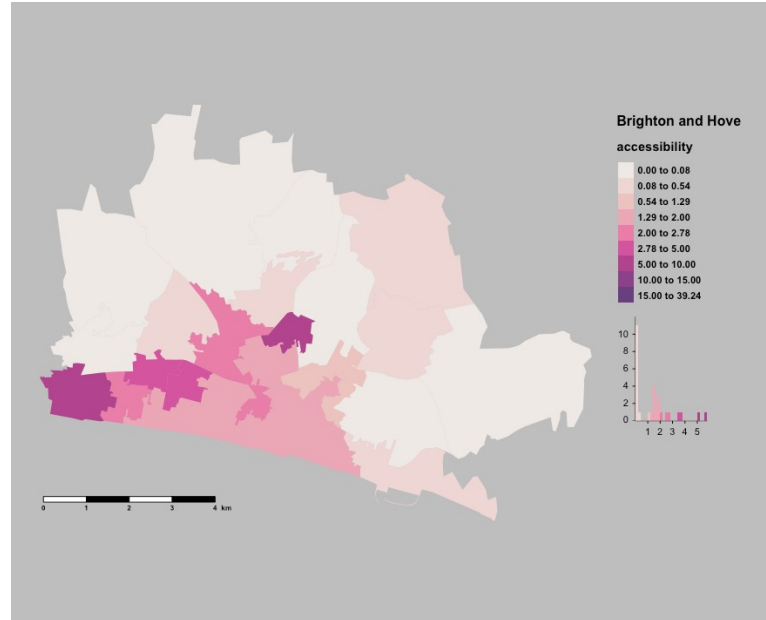 Brighton and Hove
accessibility
0.00 to 0.08
0.08 to 0.54
0.54 to 1.29
1.29 to 2.00
2.00 to 2.78
2.78 to 5.00
5.00 to 10.00
10.00 to 15.00
15.00 to 39.24
10
8
6
4
2
0
1 2 3 4 5
0 1 2 3 4 km